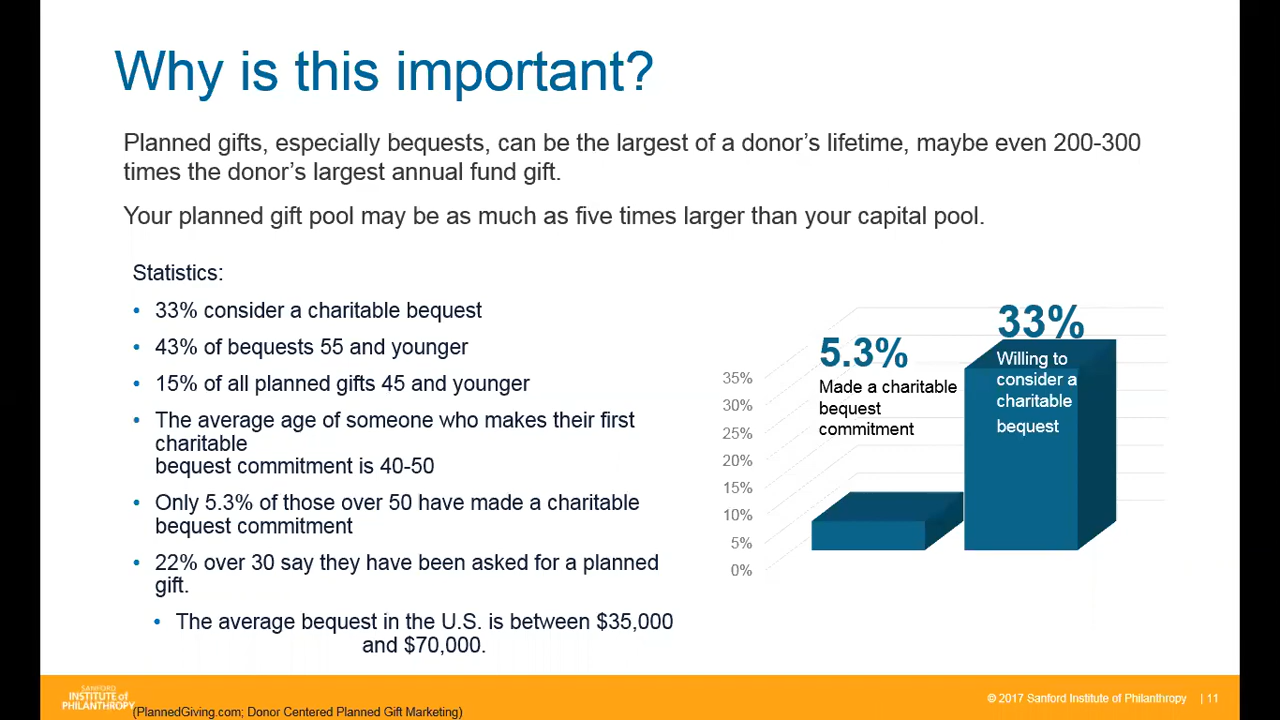 Why is this important?
Planned gifts, especially bequests, can be the largest of a donor's lifetime, maybe even 200-300
times the donor's largest annual fund gift.
Your planned gift pool may be as much as five times larger than your capital pool.
Statistics:
• 33% consider a charitable bequest
• 43% of bequests 55 and younger
• 15% of all planned gifts 45 and younger
• The average age of someone who makes their first
charitable
bequest commitment is 40-50
• Only 5.3% of those over 50 have made a charitable
bequest commitment
• 22% over 30 say they have been asked for a planned
gift.
• The average bequest in the U.S. is between $35,000
and $70,000.
5.3%
Made a charitable
bequest
commitment
33%
Willing to
consider a
charitable
bequest
35%
30%
25%
20%
15%
10%
5%
0%
SANFORD
INSTITUTE of
PHILANTHROPY
(PlannedGiving.com; Donor Centered Planned Gift Marketing)
© 2017 Sanford Institute of Philanthropy | 11